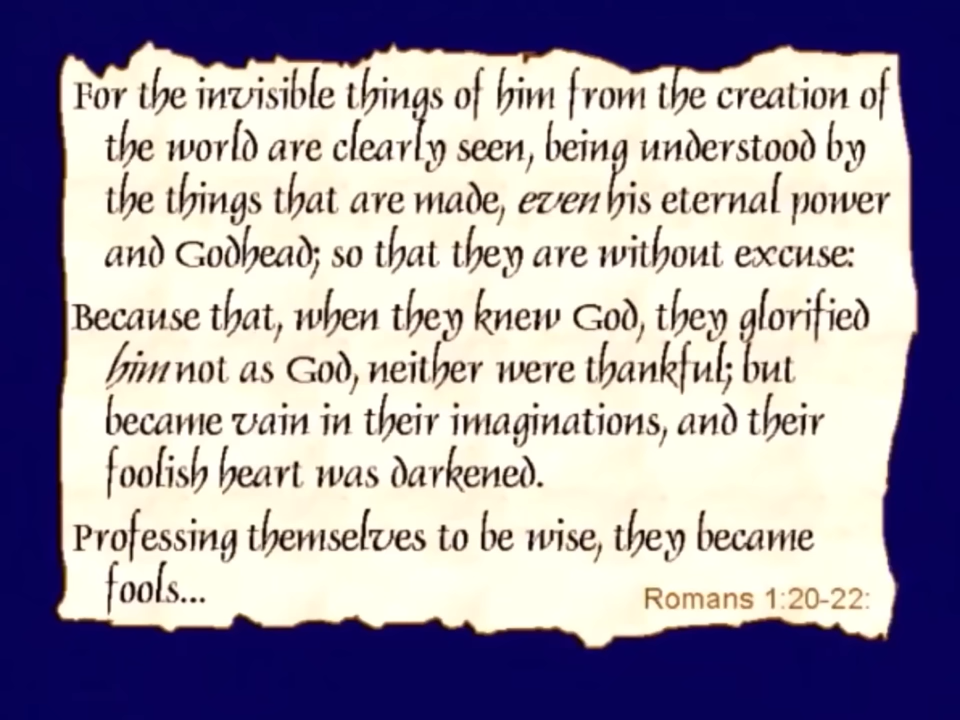 For the invisible things of him from the creation of
the world are clearly seen, being understood by
the things that are made, even his eternal power
and Godhead; so that they are without excuse:
Because that, when they knew God, they glorified
him not as God, neither were thankful; but
became vain in their imaginations, and their
foolish heart was darkened.
Professing themselves to be wise, they became
fools...
Romans 1:20-22: